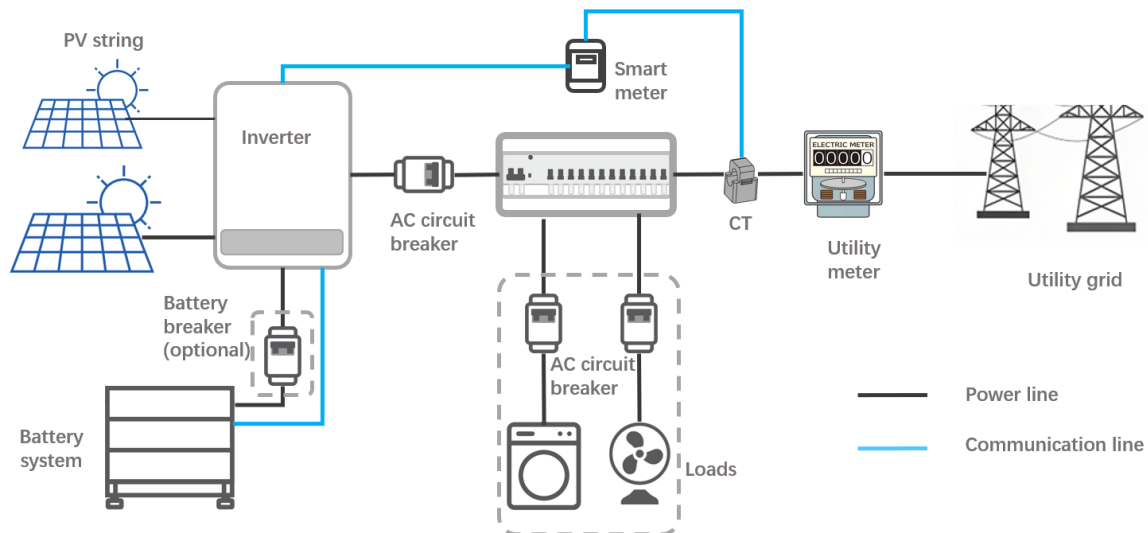 PV string
Inverter
Smart
meter
ELECTRIC METER
00000
AC circuit
breaker
CT
Utility
meter
Utility grid
Battery
breaker
(optional)
AC circuit
breaker
Power line
Battery
system
Loads
Communication line